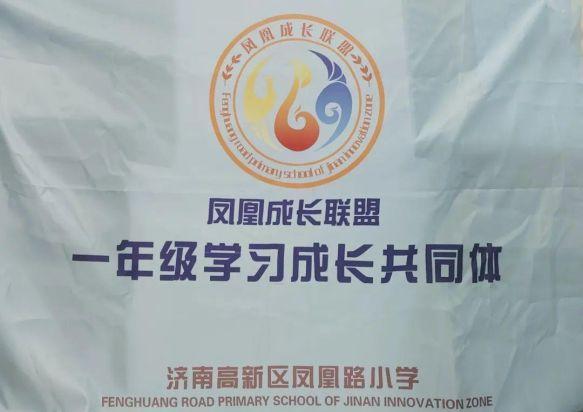 凤凰成长联盟
Fenghuang road primary school of jinan innovation zone
凤凰成长联盟
一年级学习成长共同体
济南高新区凤凰路小学
FENGHUANG ROAD PRIMARY SCHOOL OF JINAN INNOVATION ZONE